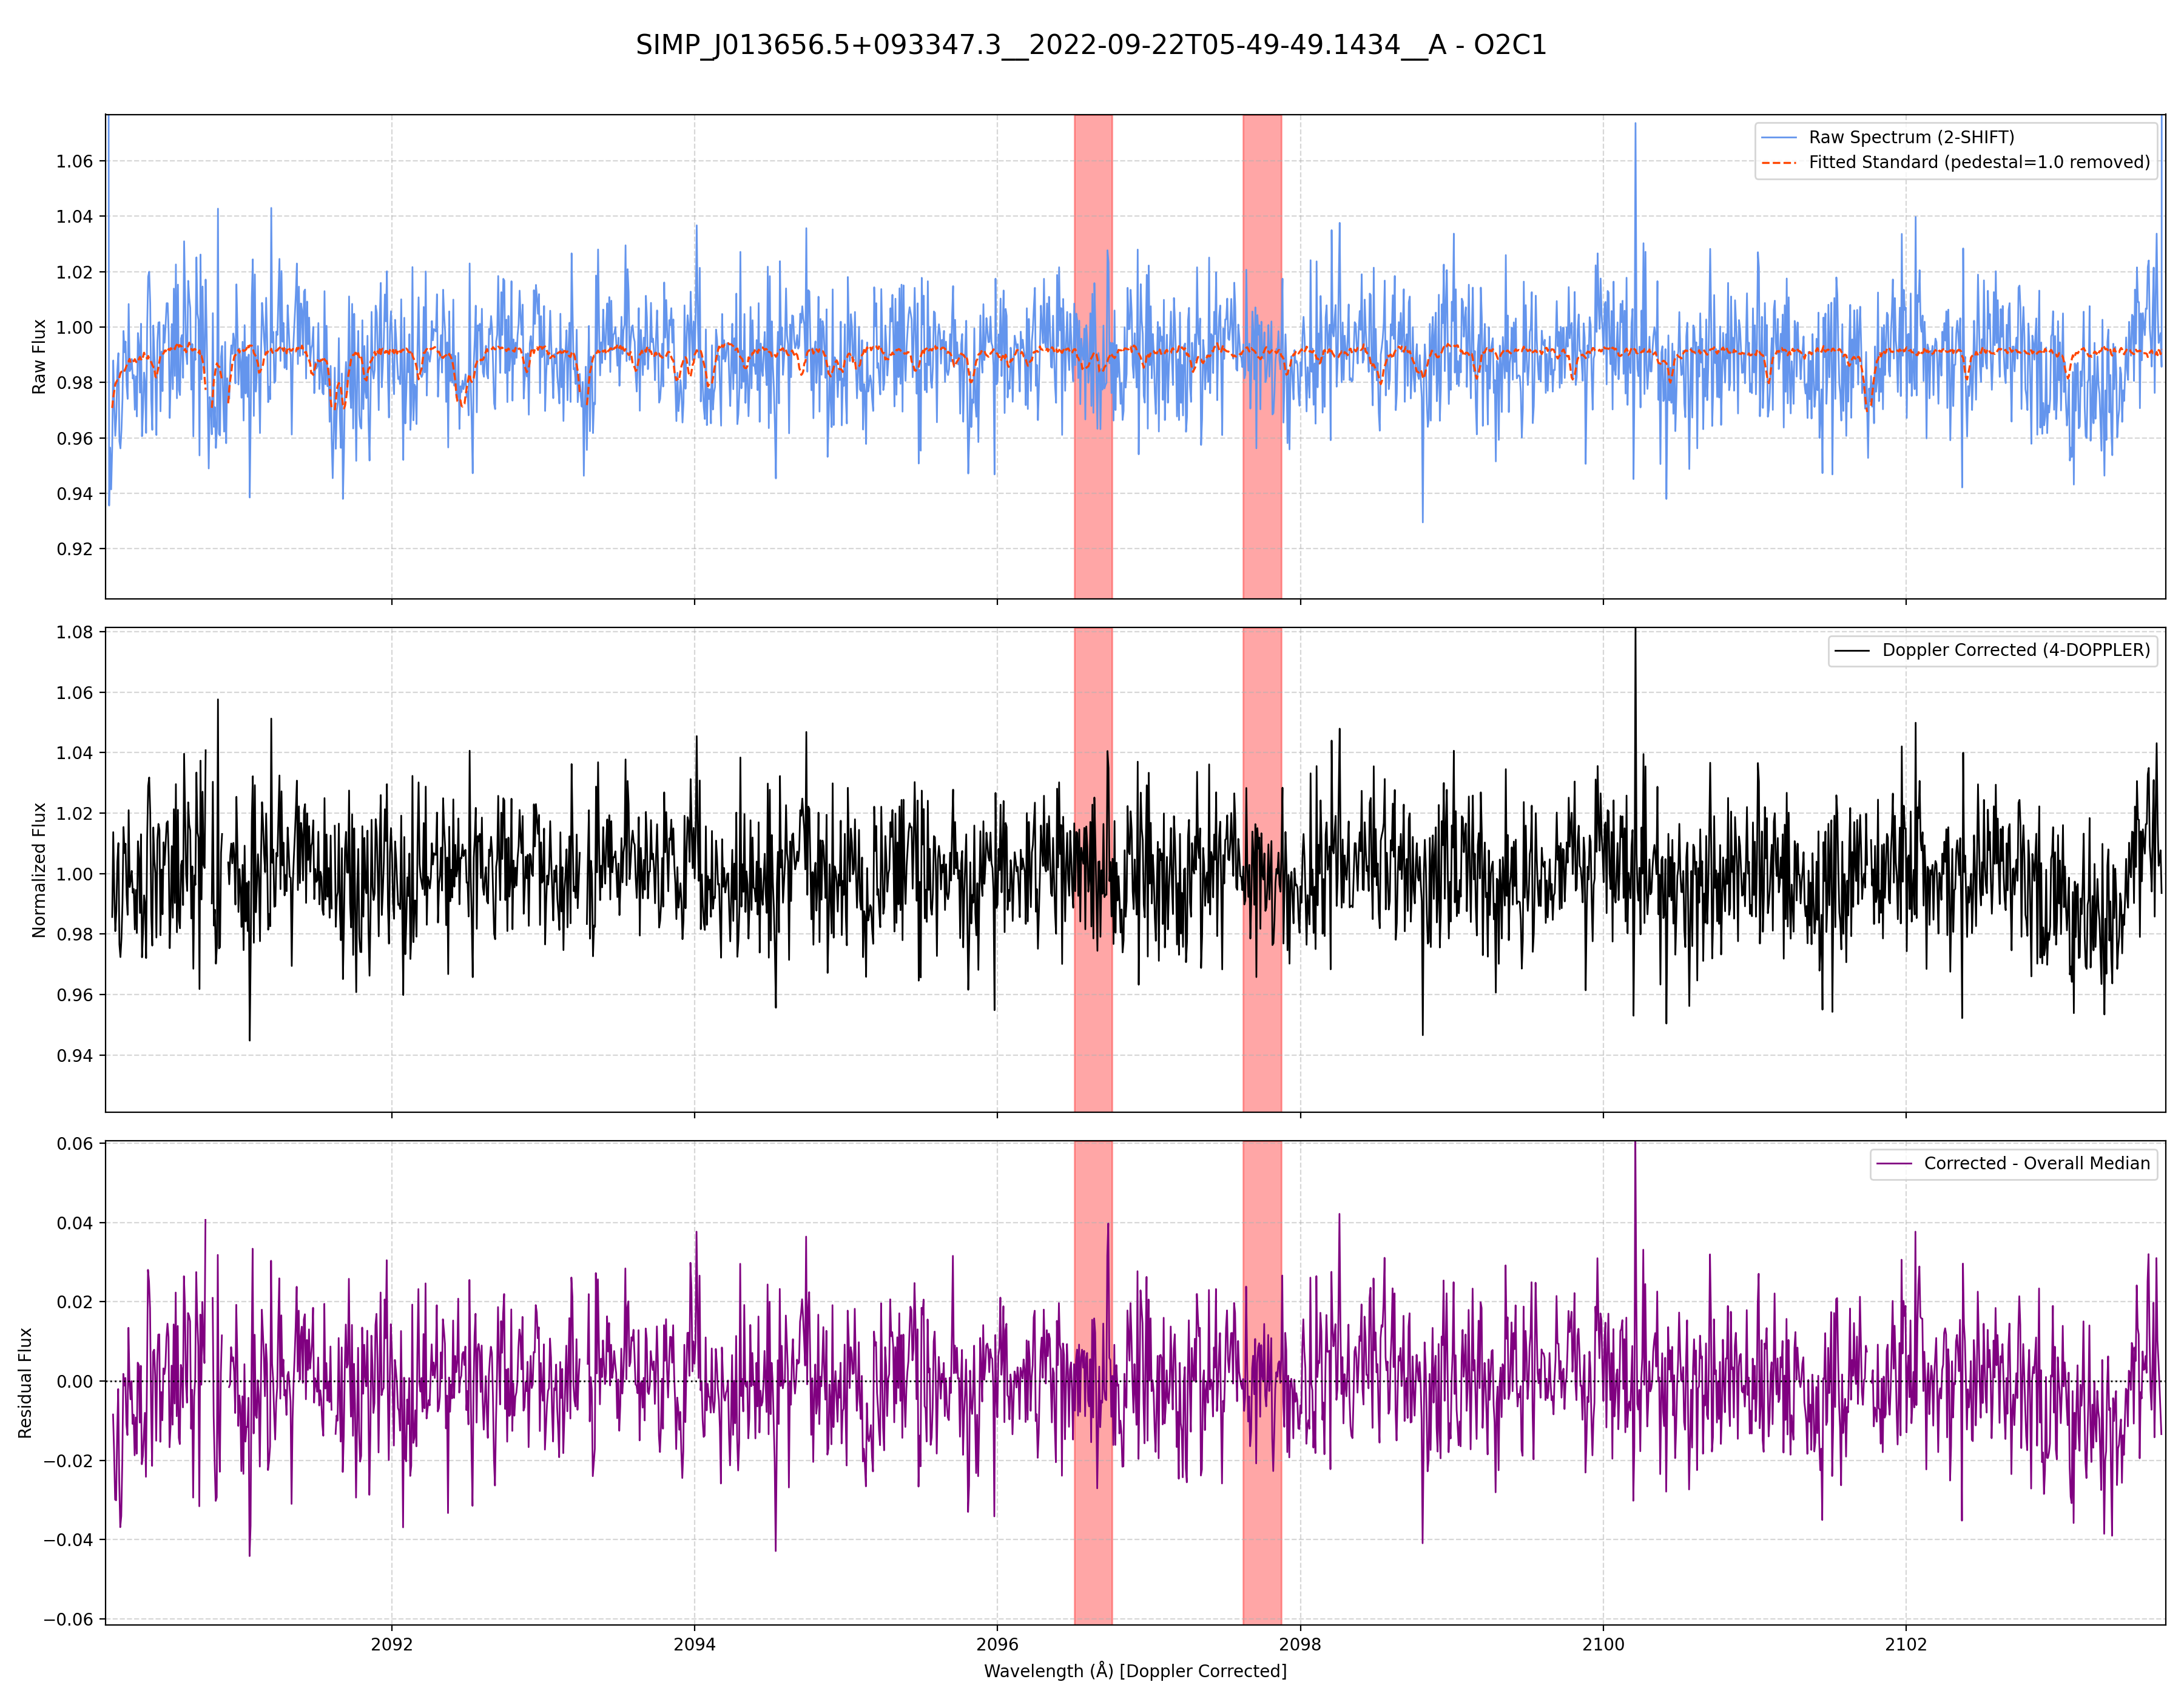 SIMP_J013656.5+093347.3__2022-09-22T05-49-49.1434__A - O2C1
Raw Flux
1.06
1.04
1.02
1.00
0.98
0.96
0.94
0.92
Raw Spectrum (2-SHIFT)
Fitted Standard (pedestal=1.0 removed)
Normalized Flux
1.08
1.06
1.04
1.02
1.00
0.98
0.96
0.94
Doppler Corrected (4-DOPPLER)
Residual Flux
0.06
0.04
0.02
0.00
−0.02
−0.04
−0.06
Corrected - Overall Median
2092 2094 2096 2098 2100 2102
Wavelength (Å) [Doppler Corrected]